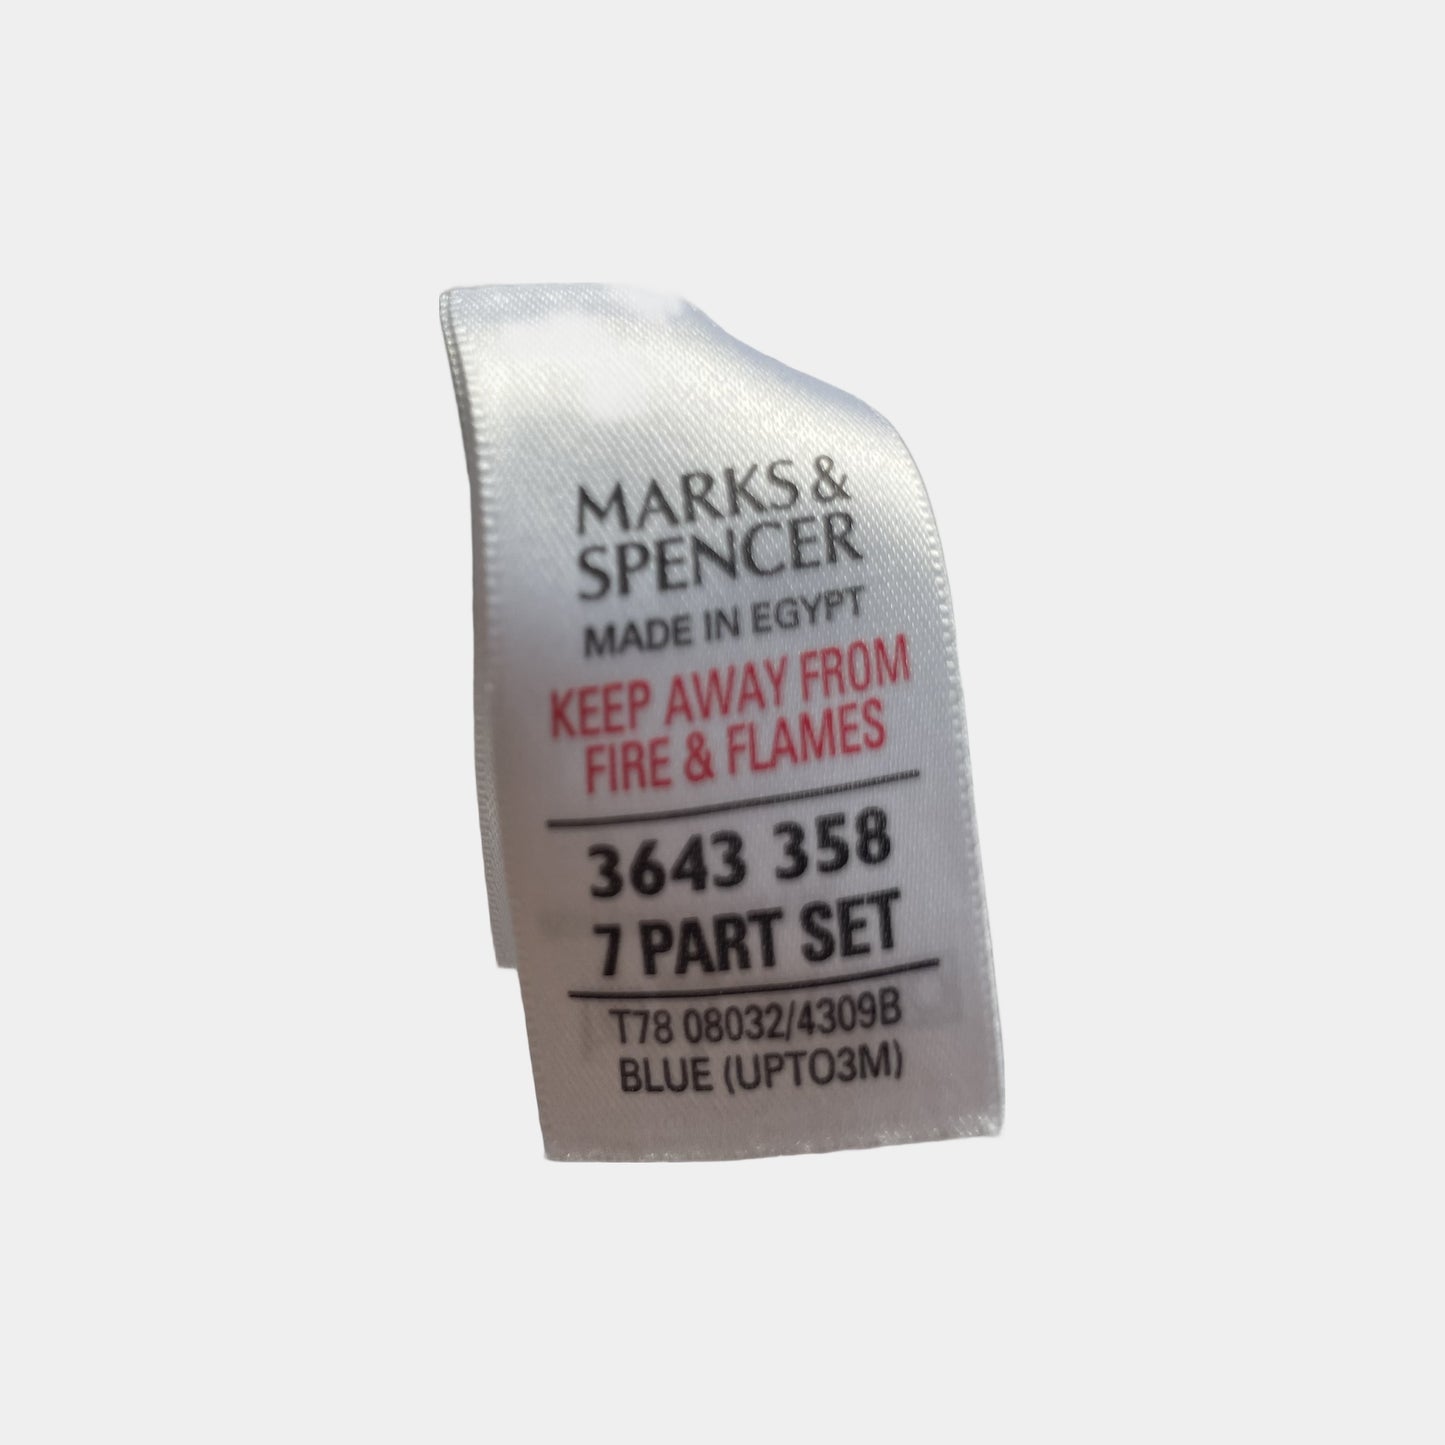 MARKS &
SPENCER
MADE IN EGYPT
KEEP AWAY FROM
FIRE & FLAMES
3643 358
7 PART SET
T78 08032/4309B
BLUE (UPTO3M)